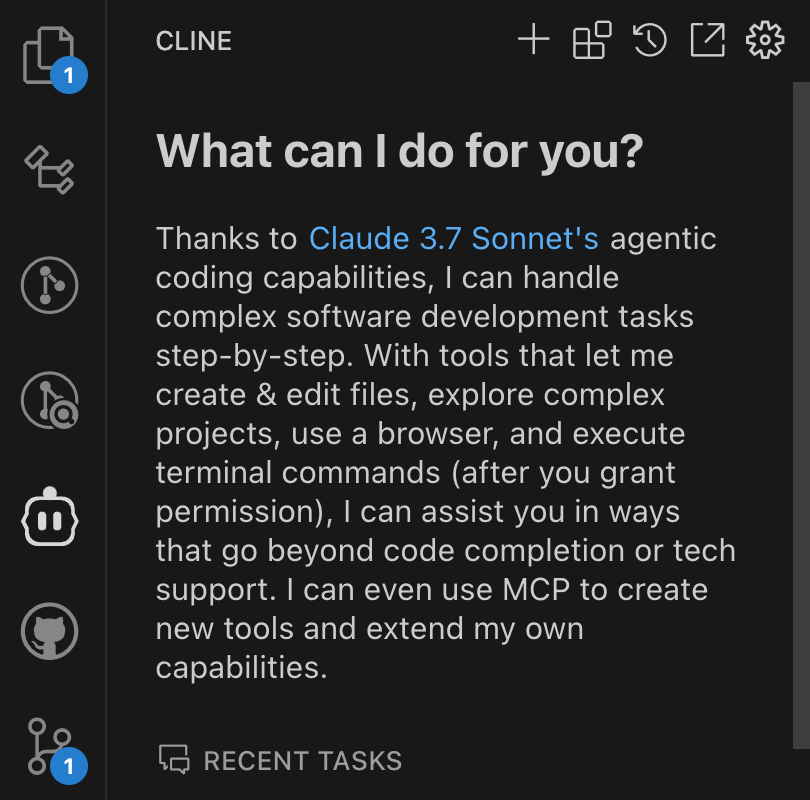 CLINE
1
What can I do for you?
Thanks to Claude 3.7 Sonnet's agentic
coding capabilities, I can handle
complex software development tasks
step-by-step. With tools that let me
create & edit files, explore complex
projects, use a browser, and execute
terminal commands (after you grant
permission), I can assist you in ways
that go beyond code completion or tech
support. I can even use MCP to create
new tools and extend my own
capabilities.
RECENT TASKS
1